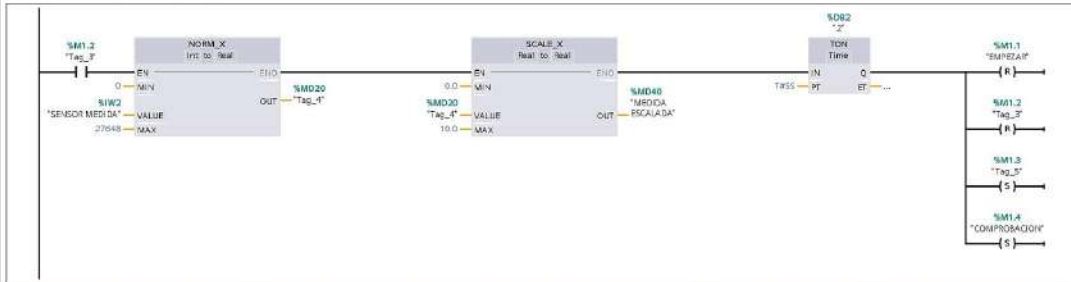 %M1.2
"Tag_3"
NORM_X
Int to Real
EN
ENO
0
MIN
OUT
%MD20
"Tag_4"
%IW2
"SENSOR MEDIDA"
VALUE
27648
MAX
SCALE_X
Real to Real
EN
ENO
0.0
MIN
%MD20
"Tag_4"
VALUE
OUT
%MD40
"MEDIDA
ESCALADA"
10.0
MAX
%DB2
"2"
TON
Time
IN
Q
T#5S
PT
ET
...
%M1.1
"EMPEZAR"
R
%M1.2
"Tag_3"
R
%M1.3
"Tag_5"
S
%M1.4
"COMPROBACION"
S